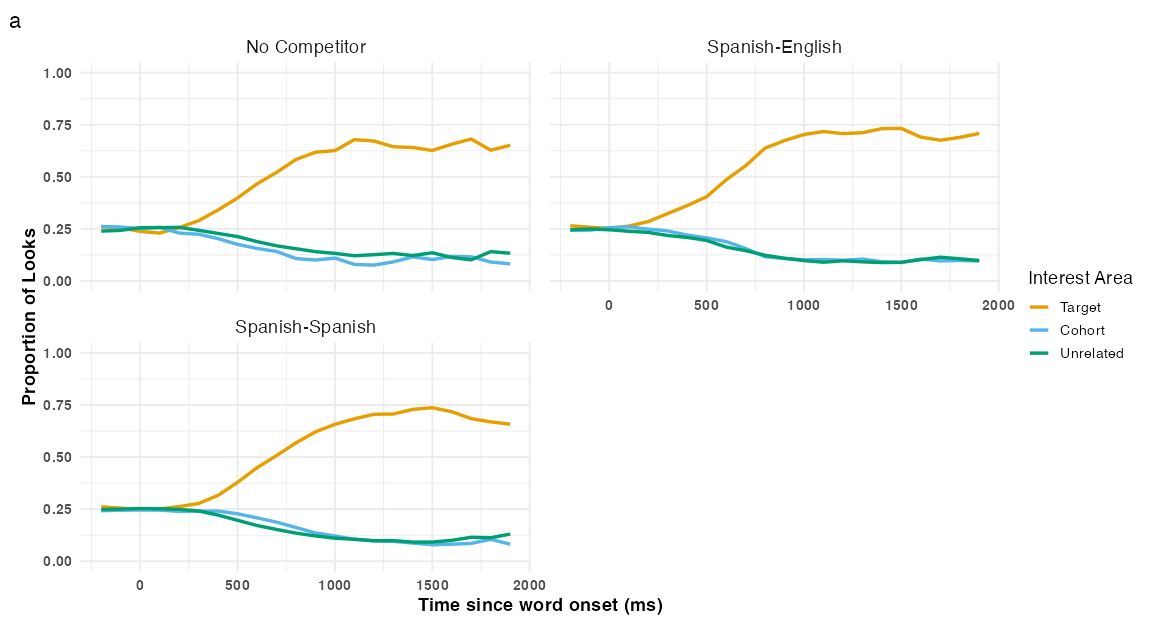 a
No Competitor
Spanish-English
1.00
0.75
0.50
0.25
0.00
0 500 1000 1500 2000
Spanish-Spanish
1.00
0.75
0.50
0.25
0.00
0 500 1000 1500 2000
Time since word onset (ms)
Proportion of Looks
Interest Area
Target
Cohort
Unrelated